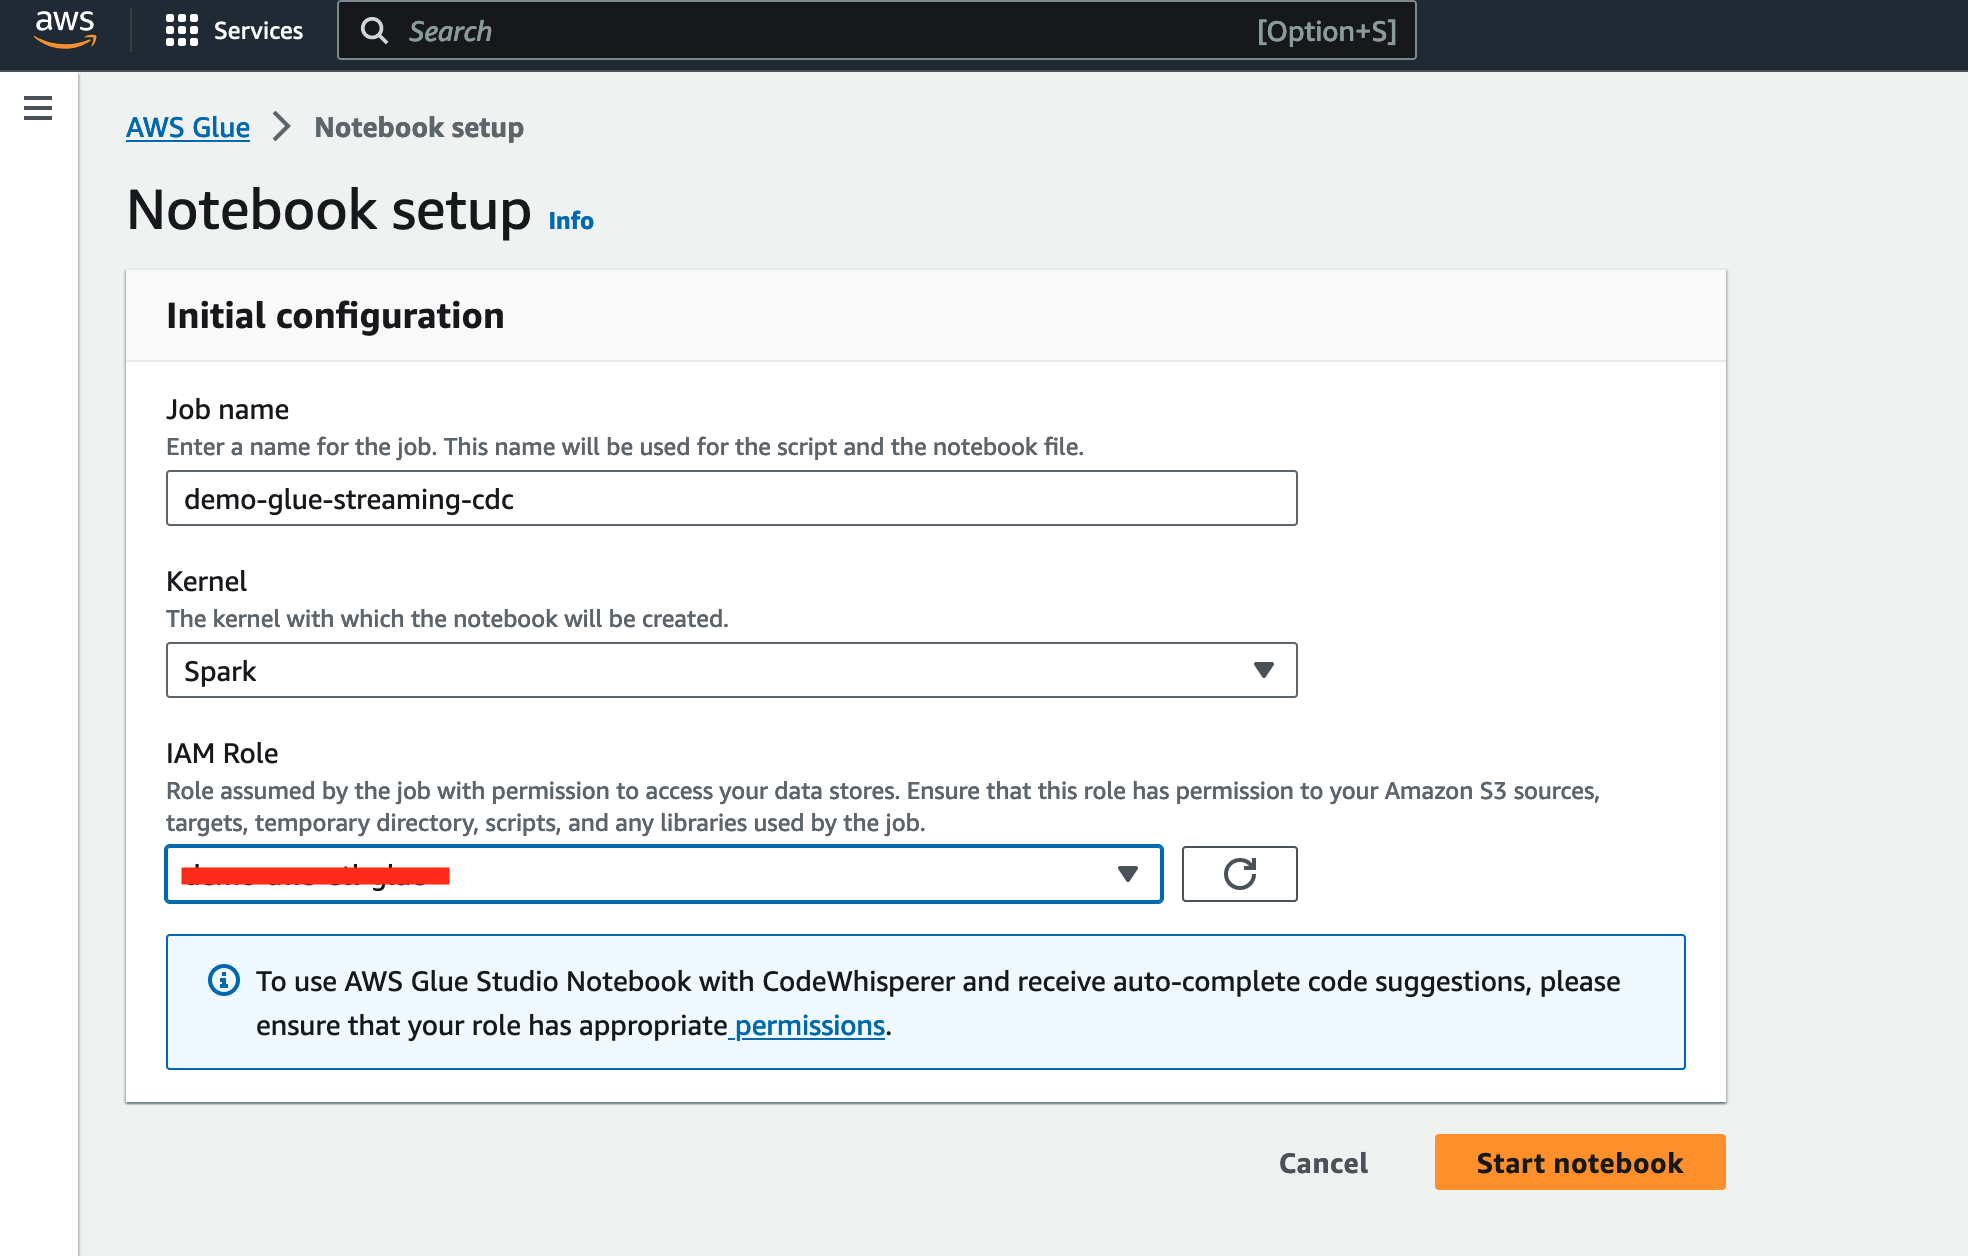 aws
Services
Search
[Option+S]
AWS Glue
Notebook setup
Notebook setup Info
Initial configuration
Job name
Enter a name for the job. This name will be used for the script and the notebook file.
demo-glue-streaming-cdc
Kernel
The kernel with which the notebook will be created.
Spark
IAM Role
Role assumed by the job with permission to access your data stores. Ensure that this role has permission to your Amazon S3 sources,
targets, temporary directory, scripts, and any libraries used by the job.
To use AWS Glue Studio Notebook with CodeWhisperer and receive auto-complete code suggestions, please
ensure that your role has appropriate permissions.
Cancel
Start notebook